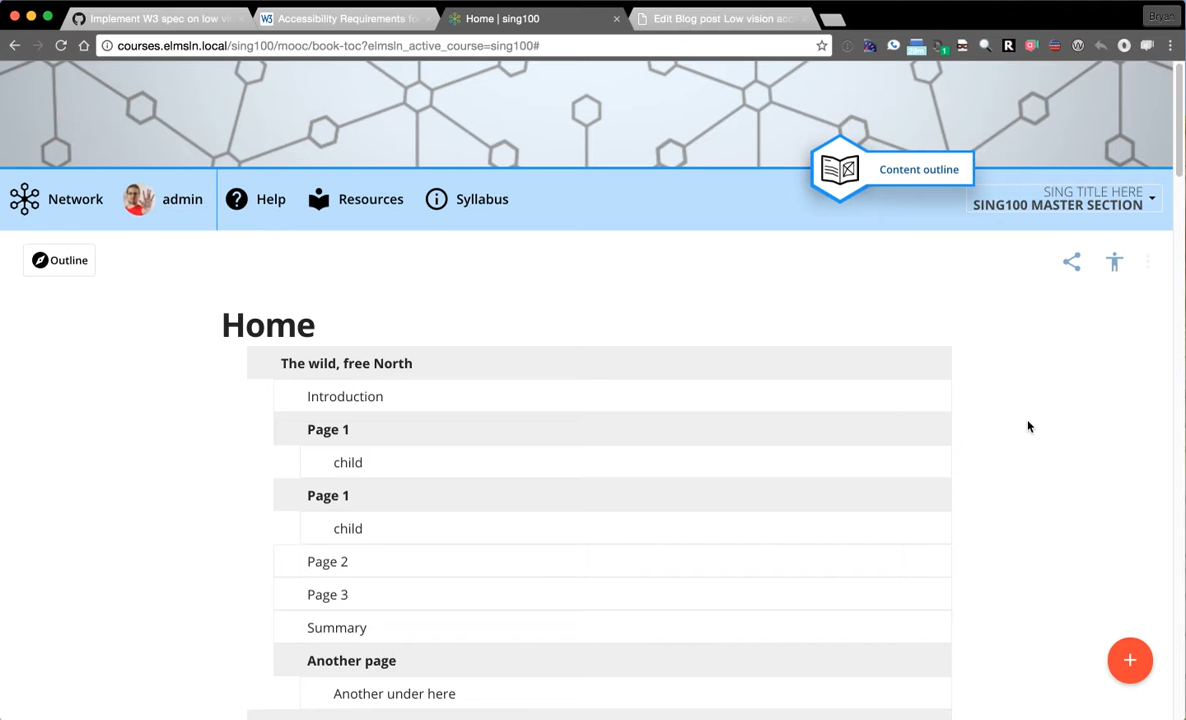 Implement W3 spec on low vi
Accessibility Requirements fo
Home | sing100
Edit Blog post Low vision acc
Bryan
courses.elmsln.local/sing100/mooc/book-toc?elmsln_active_course=sing100#
Content outline
Network
admin
Help
Resources
Syllabus
SING TITLE HERE
SING100 MASTER SECTION
Outline
Home
The wild, free North
Introduction
Page 1
child
Page 1
child
Page 2
Page 3
Summary
Another page
Another under here